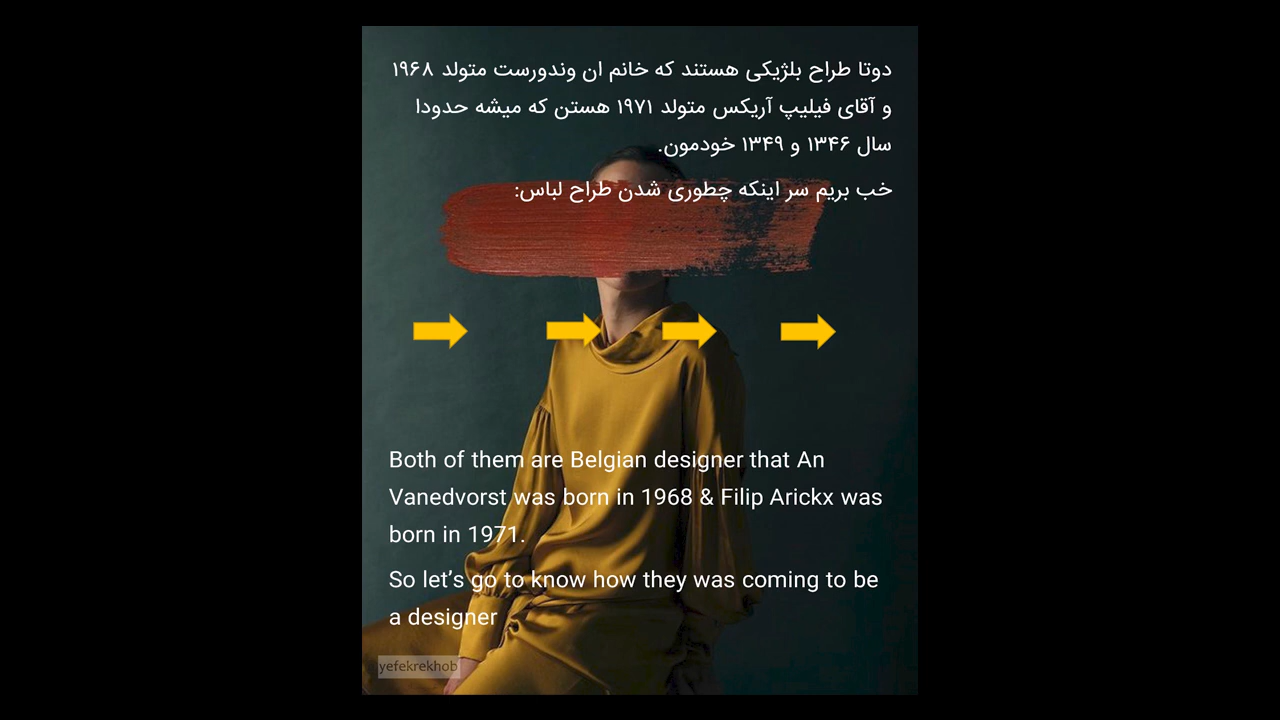 دوتا طراح بلژیکی هستند که خانم ان وندورست متولد ۱۹۶۸
و آقای فیلیپ آریکس متولد ۱۹۷۱ هستن که میشه حدودا
سال ۱۳۴۶ و ۱۳۴۹ خودمون.
خب بریم سر اینکه چطوری شدن طراح لباس:
Both of them are Belgian designer that An
Vanedvorst was born in 1968 & Filip Arickx was
born in 1971.
So let’s go to know how they was coming to be
a designer
yefekrekhob